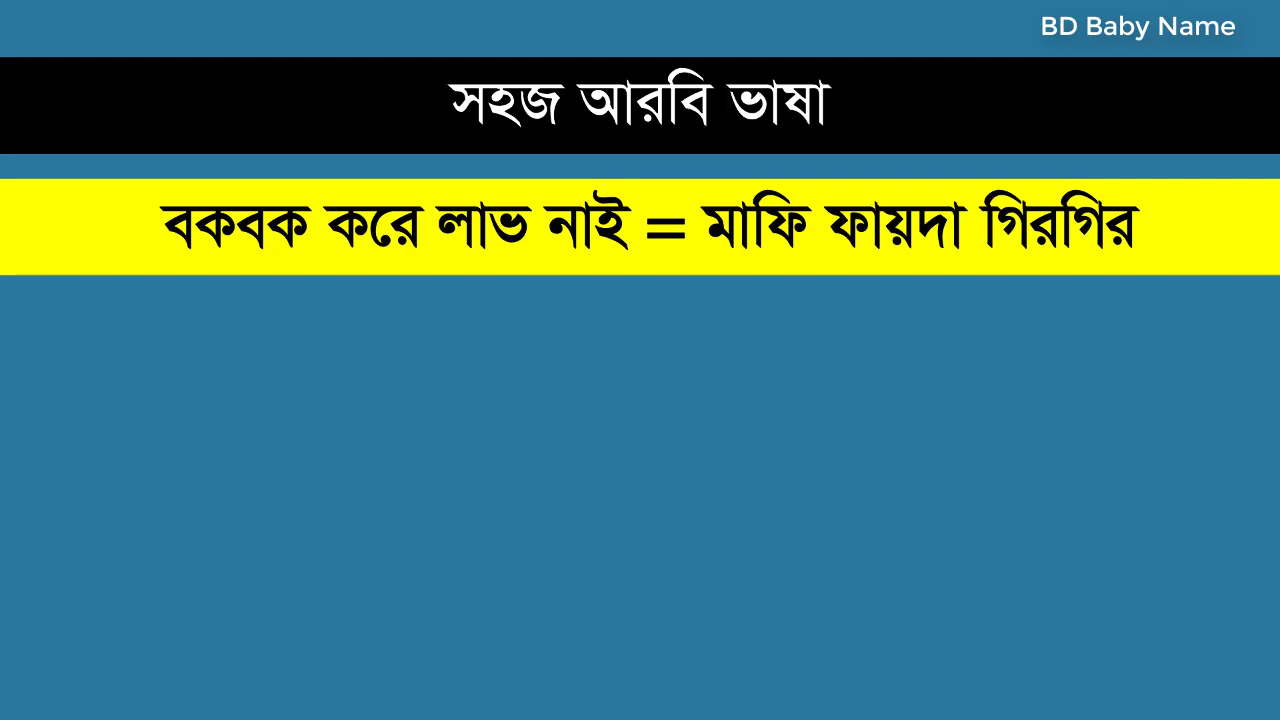 BD Baby Name
সহজ আরবি ভাষা
বকবক করে লাভ নাই = মাফি ফায়দা গিরগির